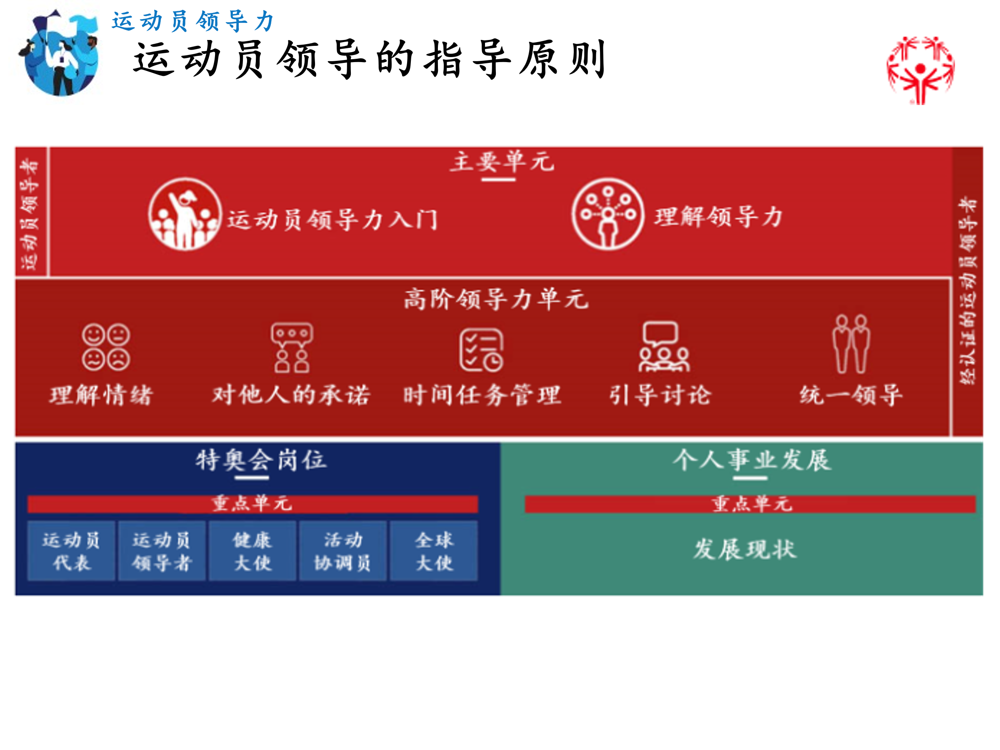 运动员领导力
运动员领导的指导原则
运动员领导者
主要单元
运动员领导力入门
理解领导力
经认证的运动员领导者
高阶领导力单元
理解情绪
对他人的承诺
时间任务管理
引导讨论
统一领导
特奥会岗位
重点单元
运动员
代表
运动员
领导者
健康
大使
活动
协调员
全球
大使
个人事业发展
重点单元
发展现状